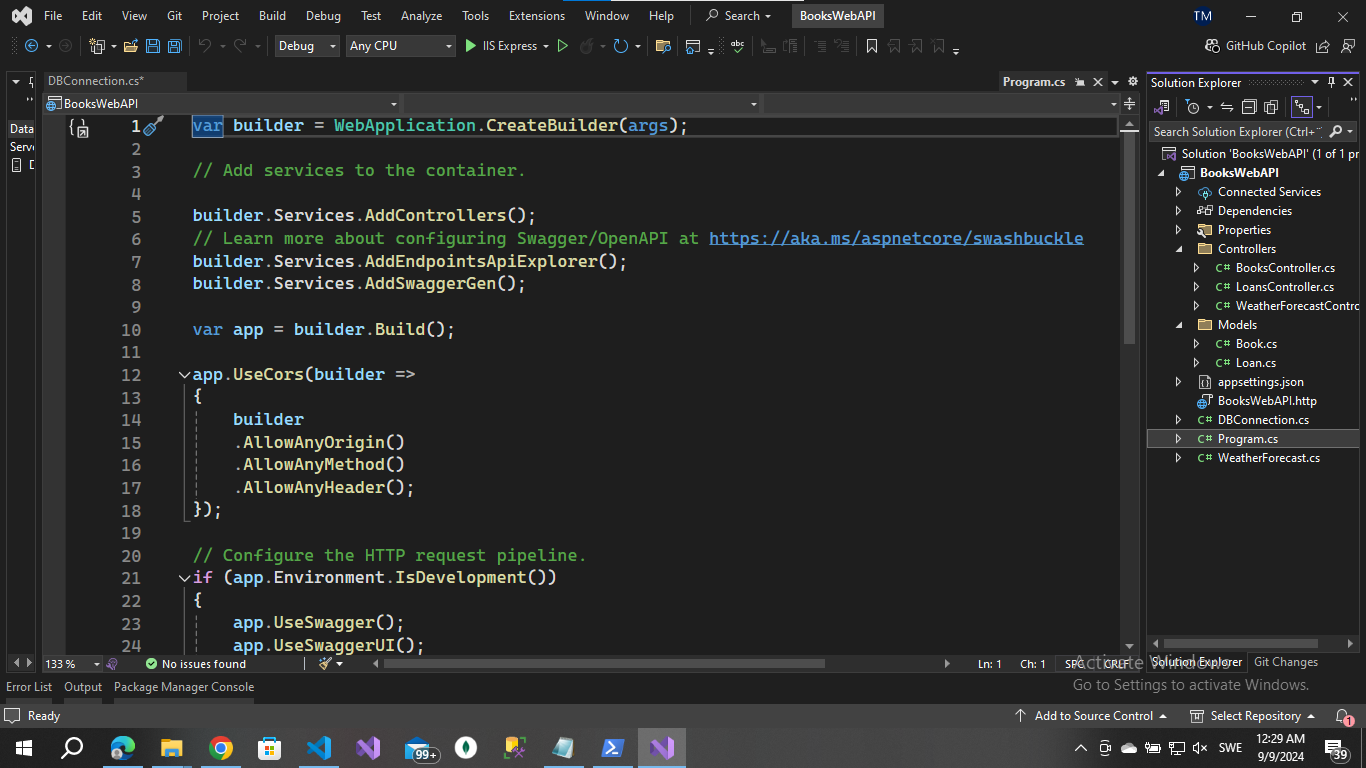 File Edit View Git Project Build Debug Test Analyze Tools Extensions Window Help Search BooksWebAPI TM
Debug Any CPU IIS Express GitHub Copilot
DBConnection.cs* Program.cs
BooksWebAPI
Data
Serv
1 var builder = WebApplication.CreateBuilder(args);
2
3 // Add services to the container.
4
5 builder.Services.AddControllers();
6 // Learn more about configuring Swagger/OpenAPI at https://aka.ms/aspnetcore/swashbuckle
7 builder.Services.AddEndpointsApiExplorer();
8 builder.Services.AddSwaggerGen();
9
10 var app = builder.Build();
11
12 app.UseCors(builder =>
13 {
14 builder
15 .AllowAnyOrigin()
16 .AllowAnyMethod()
17 .AllowAnyHeader();
18 });
19
20 // Configure the HTTP request pipeline.
21 if (app.Environment.IsDevelopment())
22 {
23 app.UseSwagger();
24 app.UseSwaggerUI();
133 % No issues found Ln: 1 Ch: 1 SPC CRLF
Solution Explorer
Search Solution Explorer (Ctrl+
Solution 'BooksWebAPI' (1 of 1 pr
BooksWebAPI
Connected Services
Dependencies
Properties
Controllers
C# BooksController.cs
C# LoansController.cs
C# WeatherForecastContro
Models
C# Book.cs
C# Loan.cs
appsettings.json
BooksWebAPI.http
C# DBConnection.cs
C# Program.cs
C# WeatherForecast.cs
Solution Explorer Git Changes
Activate Windows
Go to Settings to activate Windows.
Error List Output Package Manager Console
Ready Add to Source Control Select Repository 1
99+ SWE 12:29 AM
9/9/2024 39